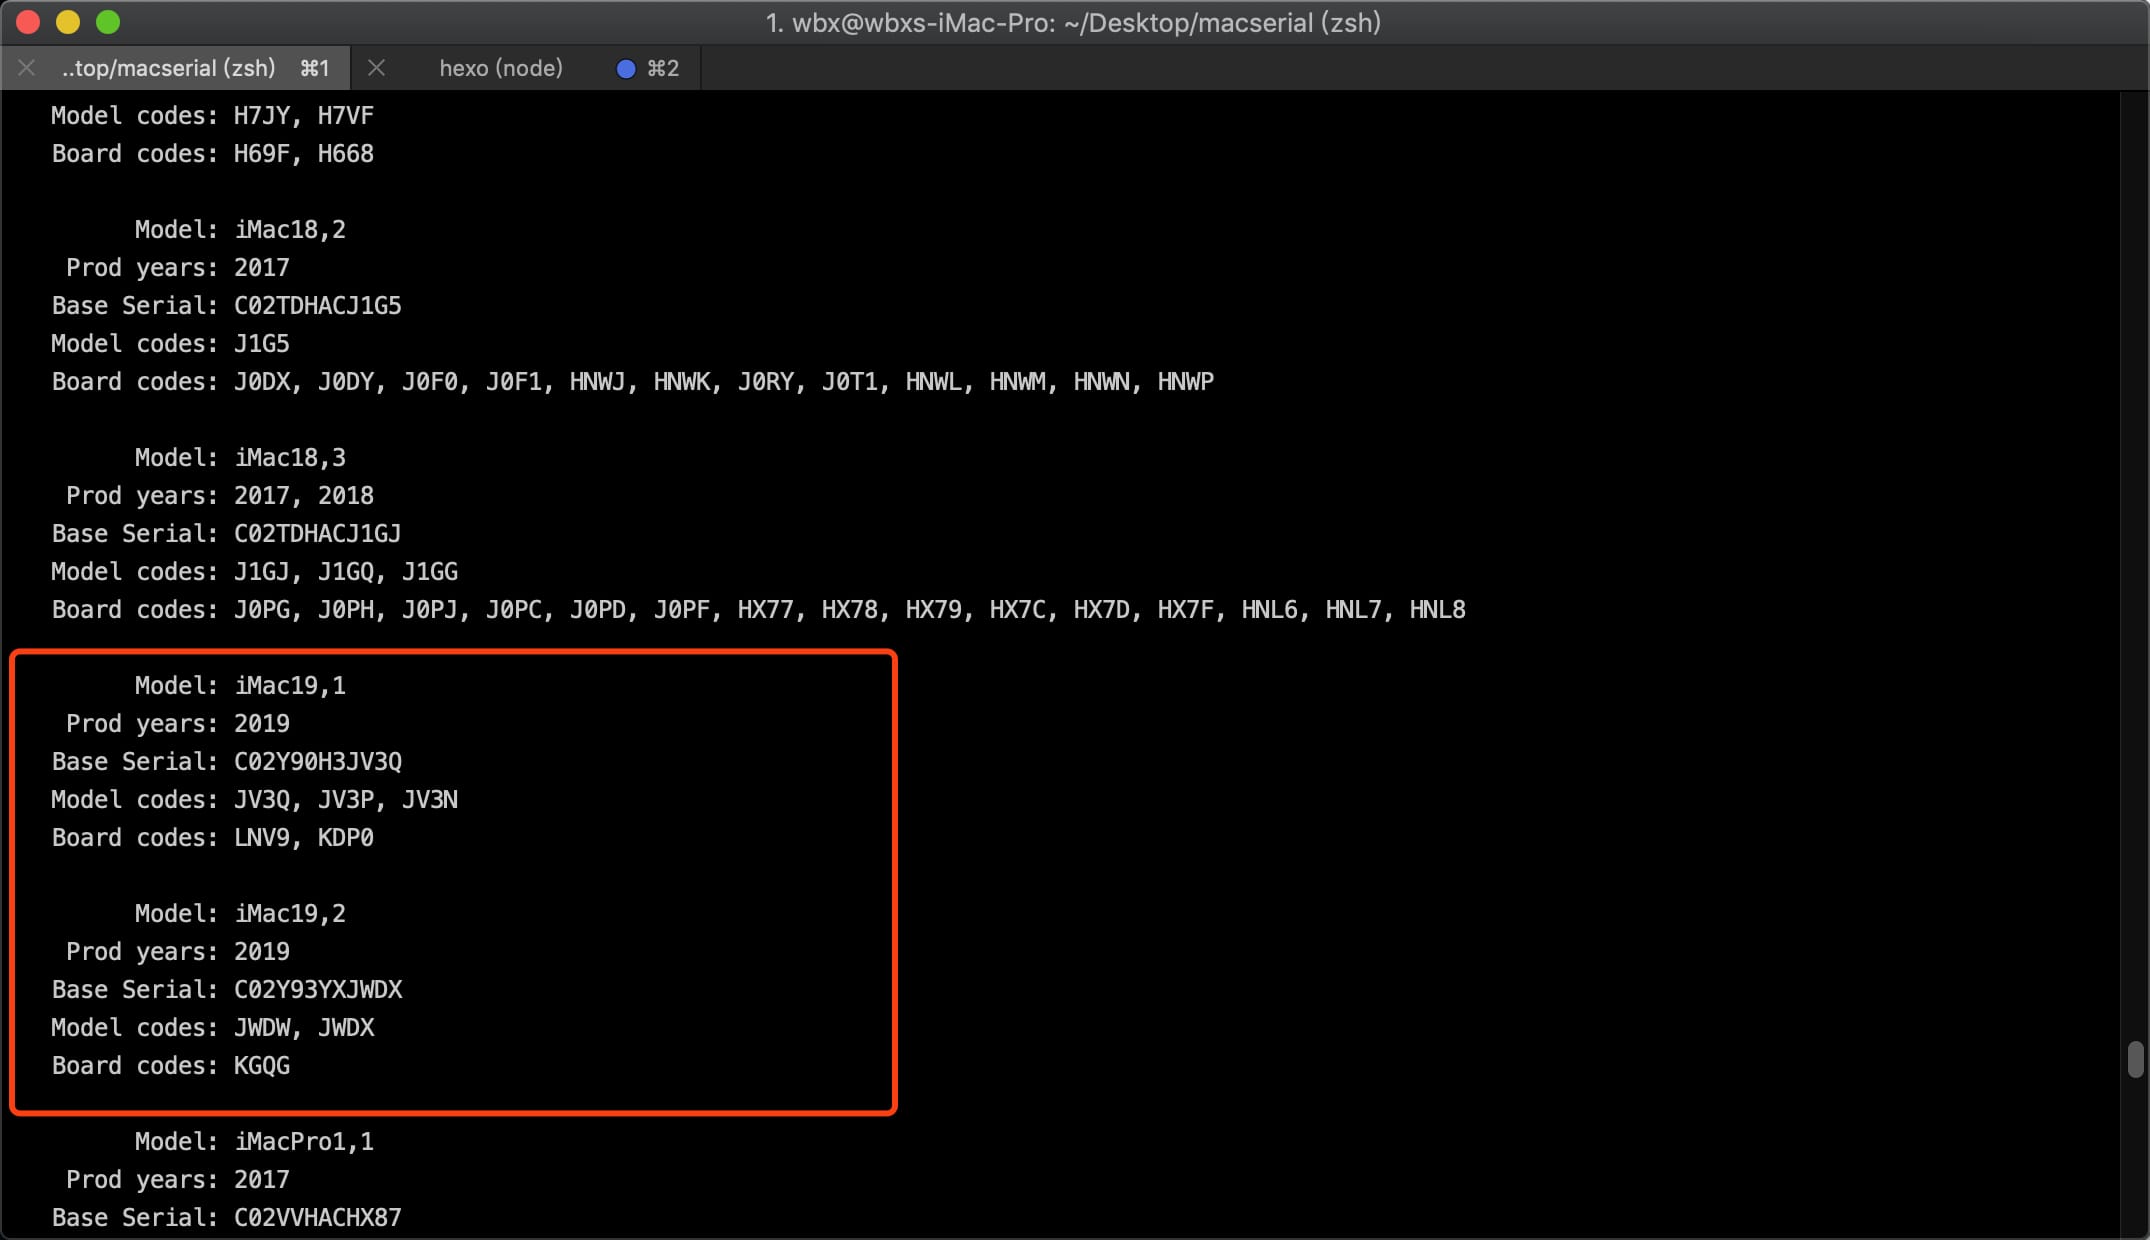 1. wbx@wbxs-iMac-Pro: ~/Desktop/macserial (zsh)
..top/macserial (zsh) ⌘1 hexo (node) ⌘2
Model codes: H7JY, H7VF
Board codes: H69F, H668
Model: iMac18,2
Prod years: 2017
Base Serial: C02TDHACJ1G5
Model codes: J1G5
Board codes: J0DX, J0DY, J0F0, J0F1, HNWJ, HNWK, J0RY, J0T1, HNWL, HNWM, HNWN, HNWP
Model: iMac18,3
Prod years: 2017, 2018
Base Serial: C02TDHACJ1GJ
Model codes: J1GJ, J1GQ, J1GG
Board codes: J0PG, J0PH, J0PJ, J0PC, J0PD, J0PF, HX77, HX78, HX79, HX7C, HX7D, HX7F, HNL6, HNL7, HNL8
Model: iMac19,1
Prod years: 2019
Base Serial: C02Y90H3JV3Q
Model codes: JV3Q, JV3P, JV3N
Board codes: LNV9, KDP0
Model: iMac19,2
Prod years: 2019
Base Serial: C02Y93YXJWDX
Model codes: JWDW, JWDX
Board codes: KGQG
Model: iMacPro1,1
Prod years: 2017
Base Serial: C02VVHACHX87